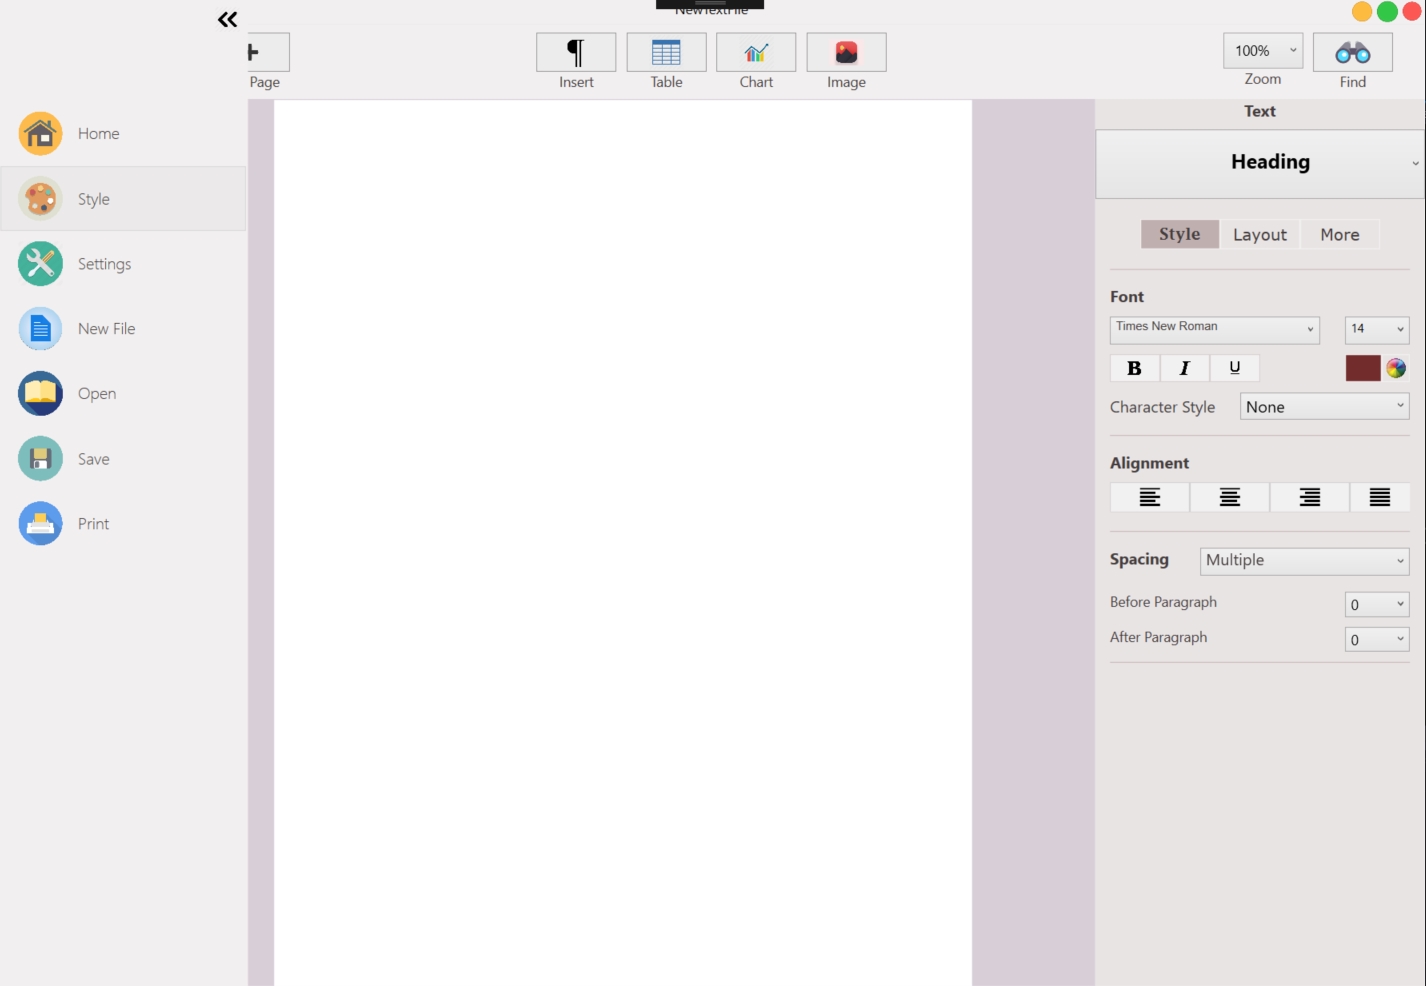 NewTextFile
Page
Insert
Table
Chart
Image
100%
Zoom
Find
Home
Style
Settings
New File
Open
Save
Print
Text
Heading
Style Layout More
Font
Times New Roman 14
B I U
Character Style None
Alignment
Spacing Multiple
Before Paragraph 0
After Paragraph 0